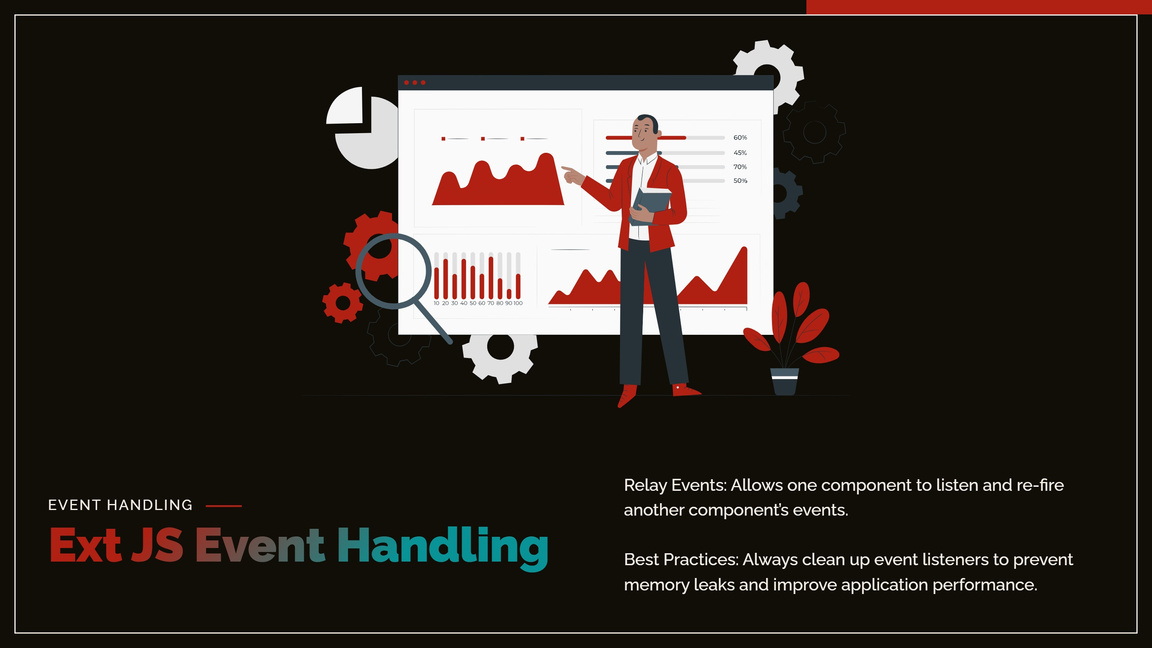 60%
45%
70%
50%
10 20 30 40 50 60 70 80 90 100
EVENT HANDLING
Ext JS Event Handling
Relay Events: Allows one component to listen and re-fire
another component's events.
Best Practices: Always clean up event listeners to prevent
memory leaks and improve application performance.